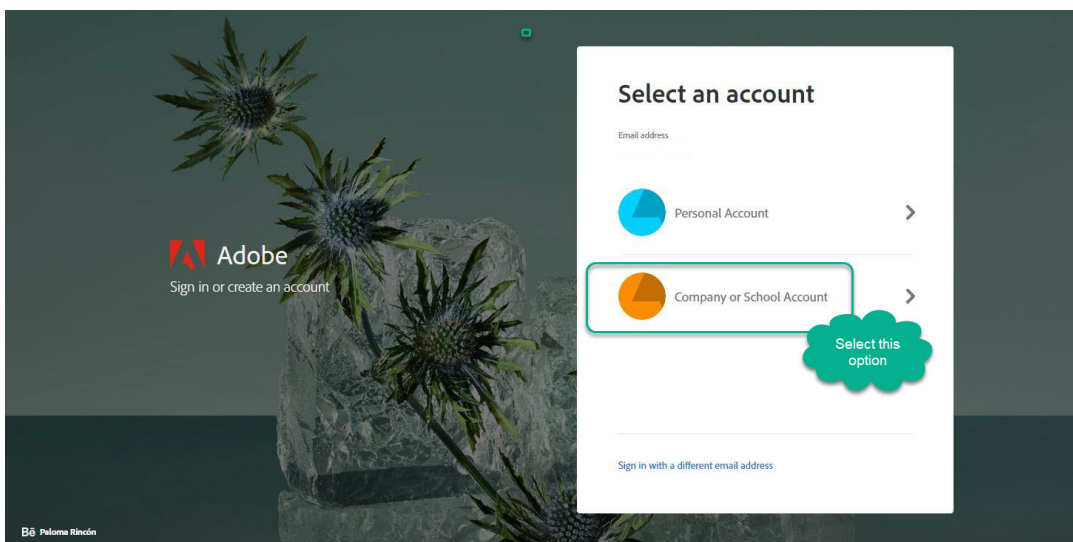 Adobe
Sign in or create an account
Select an account
Email address
Personal Account
Company or School Account
Select this
option
Sign in with a different email address
Bē Paloma Rincón